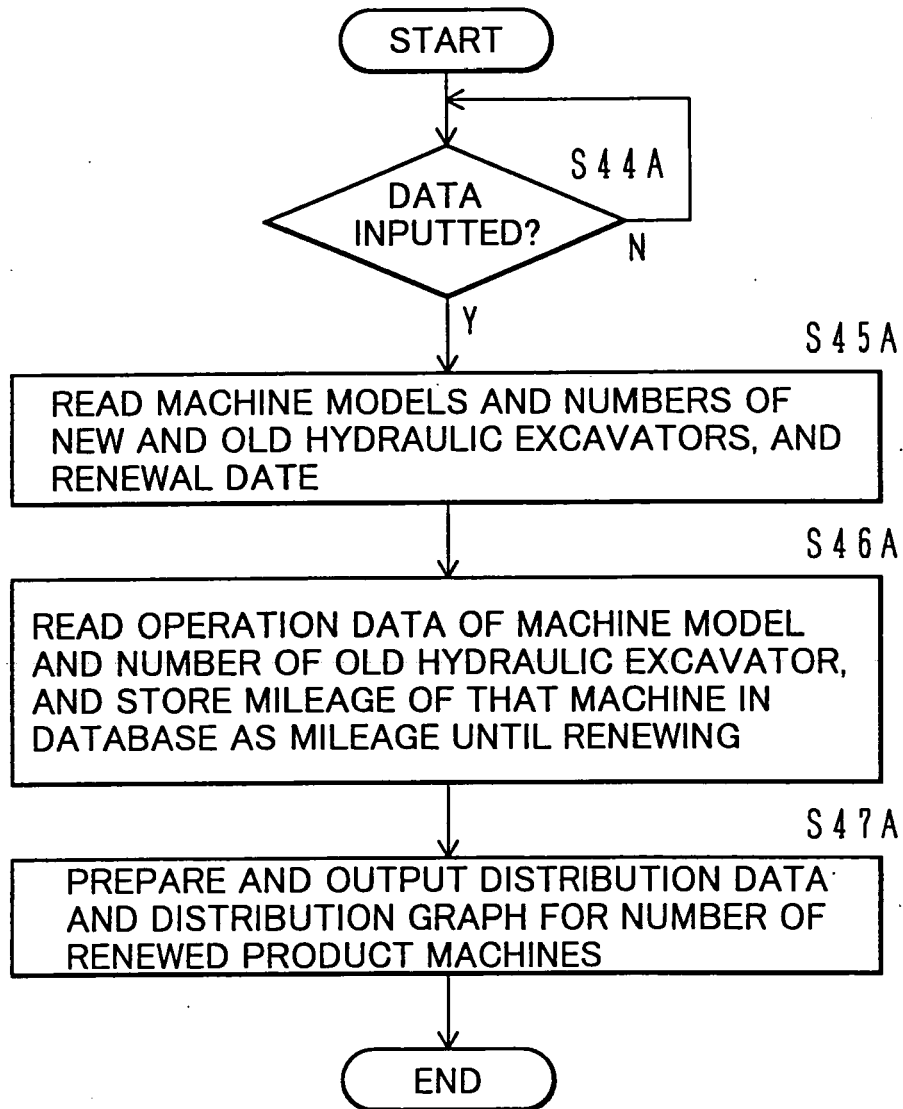 START
S44A
DATA
INPUTTED?
N
Y
S45A
READ MACHINE MODELS AND NUMBERS OF
NEW AND OLD HYDRAULIC EXCAVATORS, AND
RENEWAL DATE
S46A
READ OPERATION DATA OF MACHINE MODEL
AND NUMBER OF OLD HYDRAULIC EXCAVATOR,
AND STORE MILEAGE OF THAT MACHINE IN
DATABASE AS MILEAGE UNTIL RENEWING
S47A
PREPARE AND OUTPUT DISTRIBUTION DATA
AND DISTRIBUTION GRAPH FOR NUMBER OF
RENEWED PRODUCT MACHINES
END